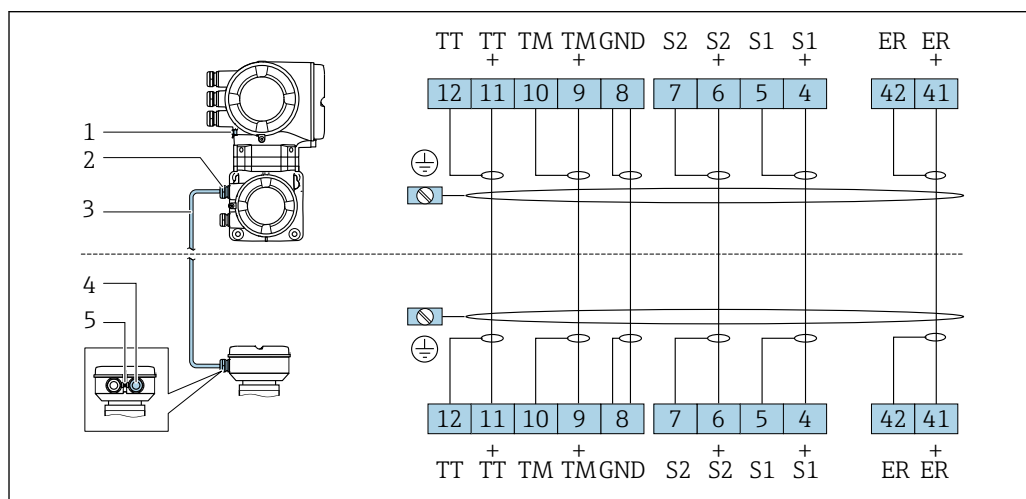 TT TT TM TM GND S2 S2 S1 S1 ER ER
+ + + + +
12 11 10 9 8 7 6 5 4 42 41
1
2
3
4
5
12 11 10 9 8 7 6 5 4 42 41
+ + + + +
TT TT TM TM GND S2 S2 S1 S1 ER ER